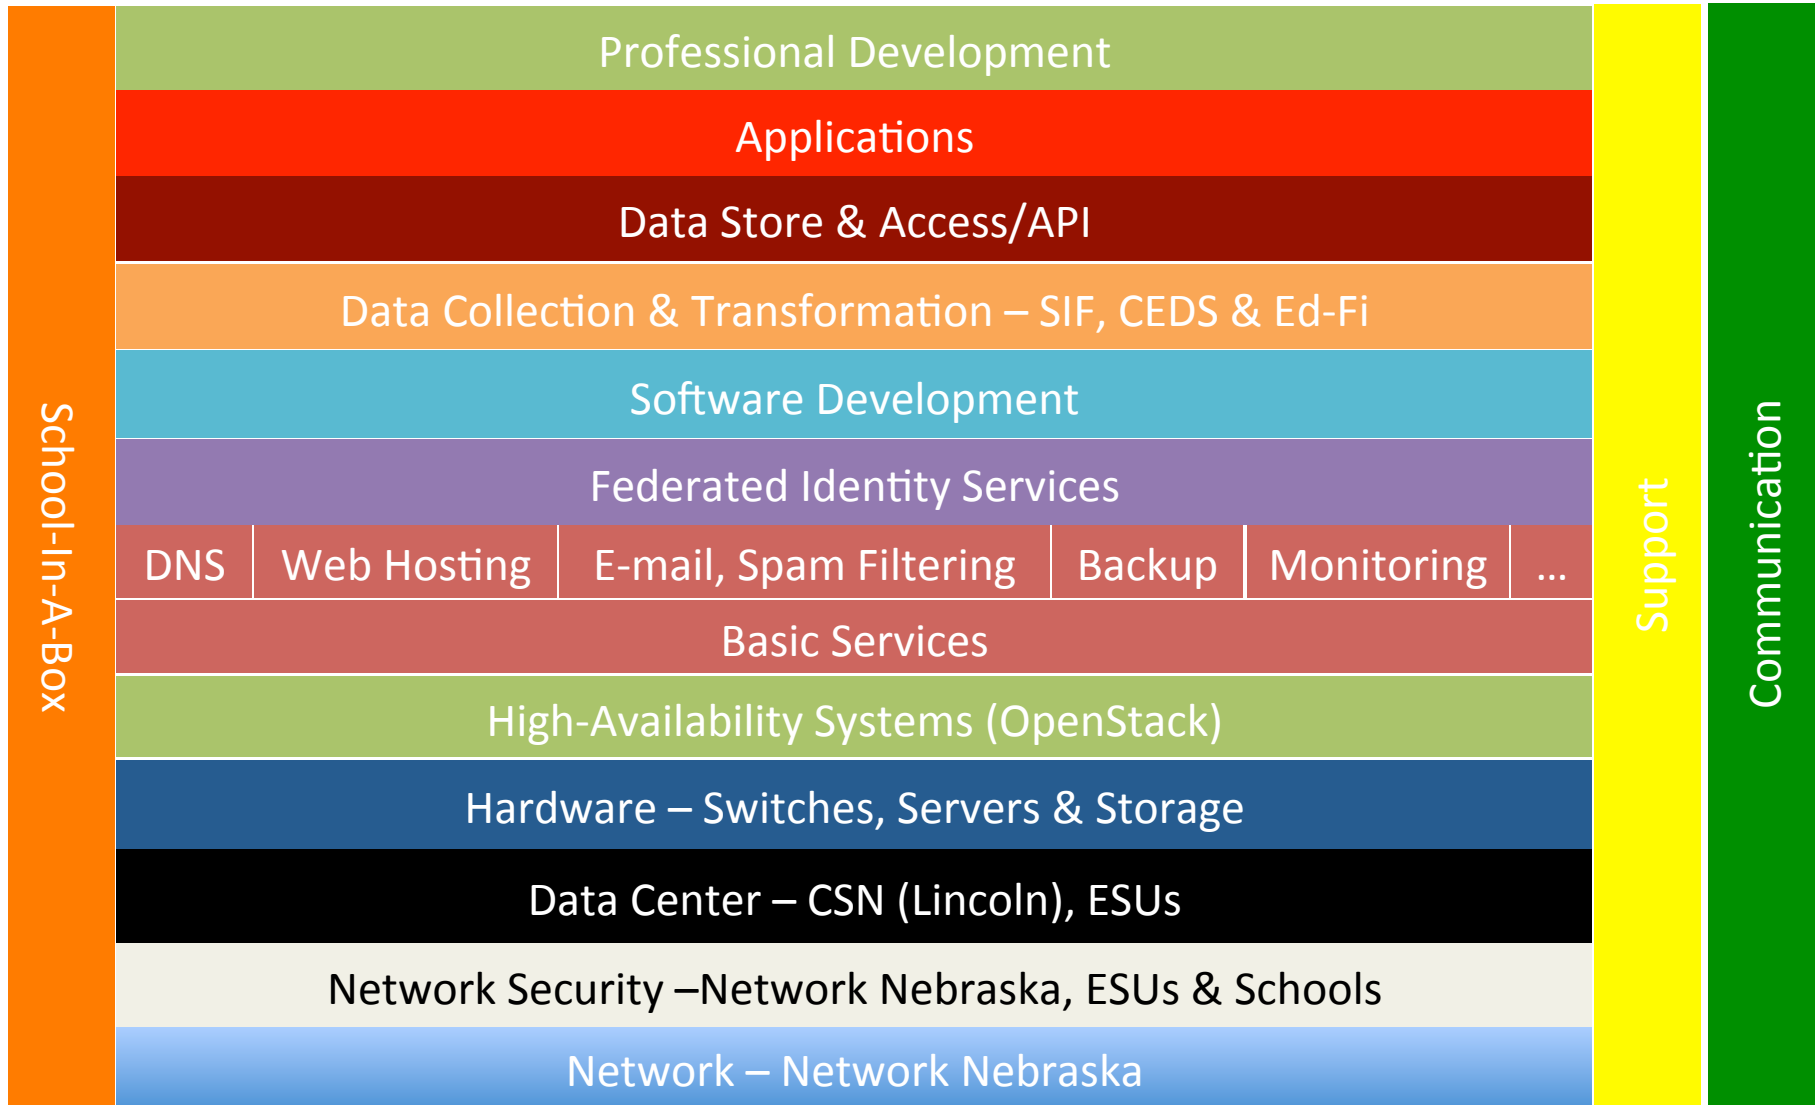 School-In-A-Box
Professional Development
Applications
Data Store & Access/API
Data Collection & Transformation – SIF, CEDS & Ed-Fi
Software Development
Federated Identity Services
DNS
Web Hosting
E-mail, Spam Filtering
Backup
Monitoring
...
Basic Services
High-Availability Systems (OpenStack)
Hardware – Switches, Servers & Storage
Data Center – CSN (Lincoln), ESUs
Network Security –Network Nebraska, ESUs & Schools
Network – Network Nebraska
Support
Communication